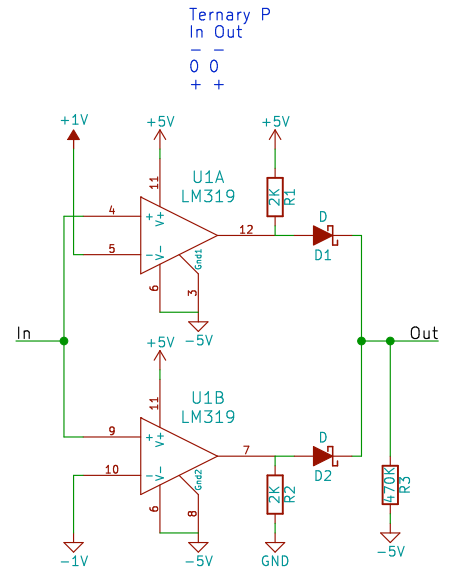 Ternary P
In Out
- -
0 0
+ +
+1V
+5V
+5V
U1A
LM319
11
4
+
V+
12
2K
R1
D
D1
5
-
V-
Gnd1
6
3
-5V
In
Out
+5V
U1B
LM319
11
9
+
V+
7
D
D2
10
-
V-
Gnd2
2K
R2
470K
R3
6
8
-1V
-5V
GND
-5V